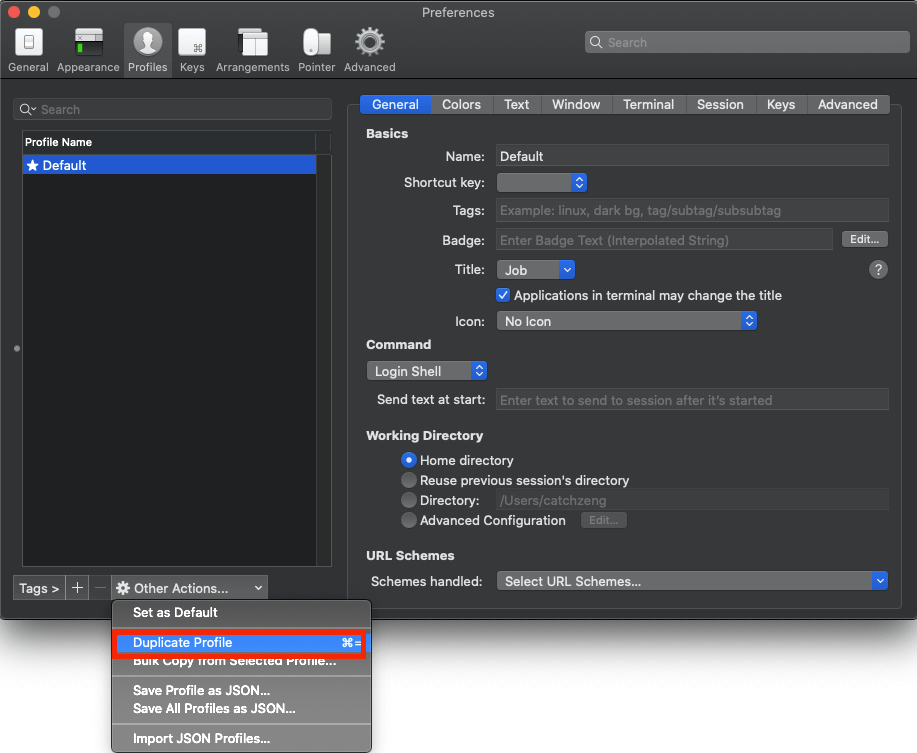 Preferences
General Appearance Profiles Keys Arrangements Pointer Advanced
Search
Search
Profile Name
Default
Tags >
Other Actions...
Set as Default
Duplicate Profile ⌘=
Bulk Copy from Selected Profile...
Save Profile as JSON...
Save All Profiles as JSON...
Import JSON Profiles...
General Colors Text Window Terminal Session Keys Advanced
Basics
Name: Default
Shortcut key:
Tags: Example: linux, dark bg, tag/subtag/subsubtag
Badge: Enter Badge Text (Interpolated String) Edit...
Title: Job ?
Applications in terminal may change the title
Icon: No Icon
Command
Login Shell
Send text at start: Enter text to send to session after it's started
Working Directory
Home directory
Reuse previous session's directory
Directory: /Users/catchzeng
Advanced Configuration Edit...
URL Schemes
Schemes handled: Select URL Schemes...